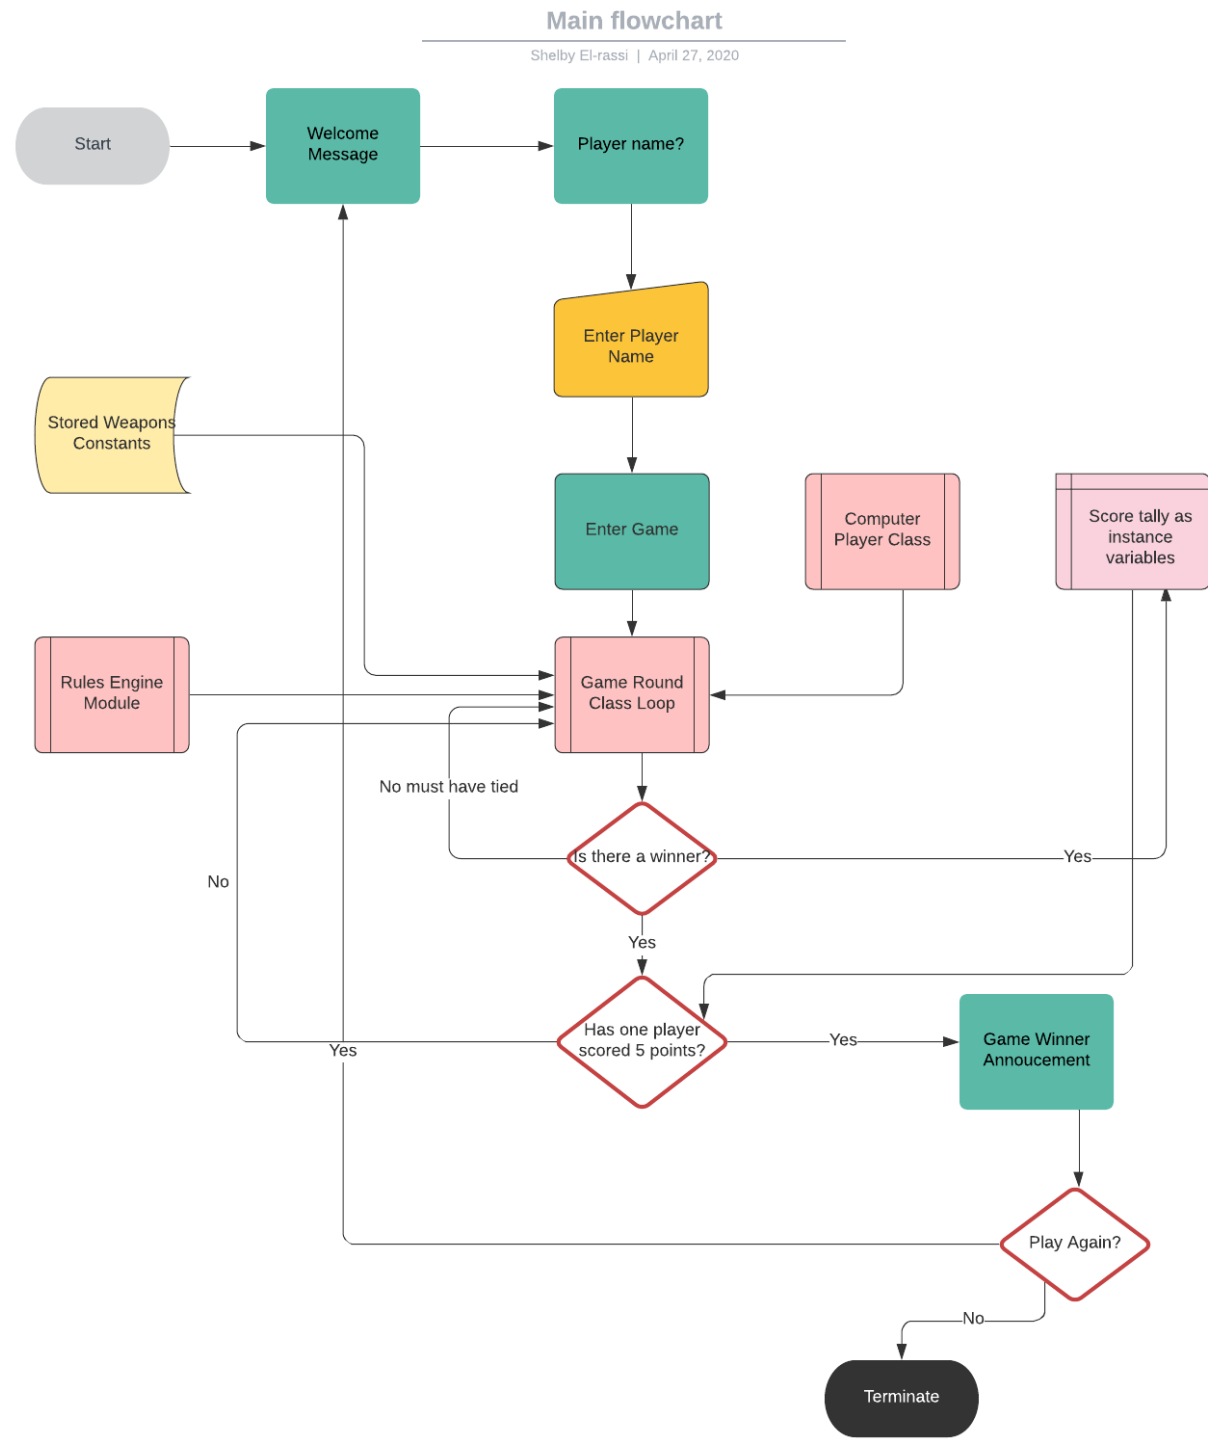 Main flowchart
Shelby El-rassi | April 27, 2020
Start
Welcome
Message
Player name?
Enter Player
Name
Stored Weapons
Constants
Enter Game
Computer
Player Class
Score tally as
instance
variables
Rules Engine
Module
Game Round
Class Loop
No must have tied
Is there a winner?
Yes
No
Yes
Has one player
scored 5 points?
Yes
Game Winner
Annoucement
Yes
Play Again?
No
Terminate